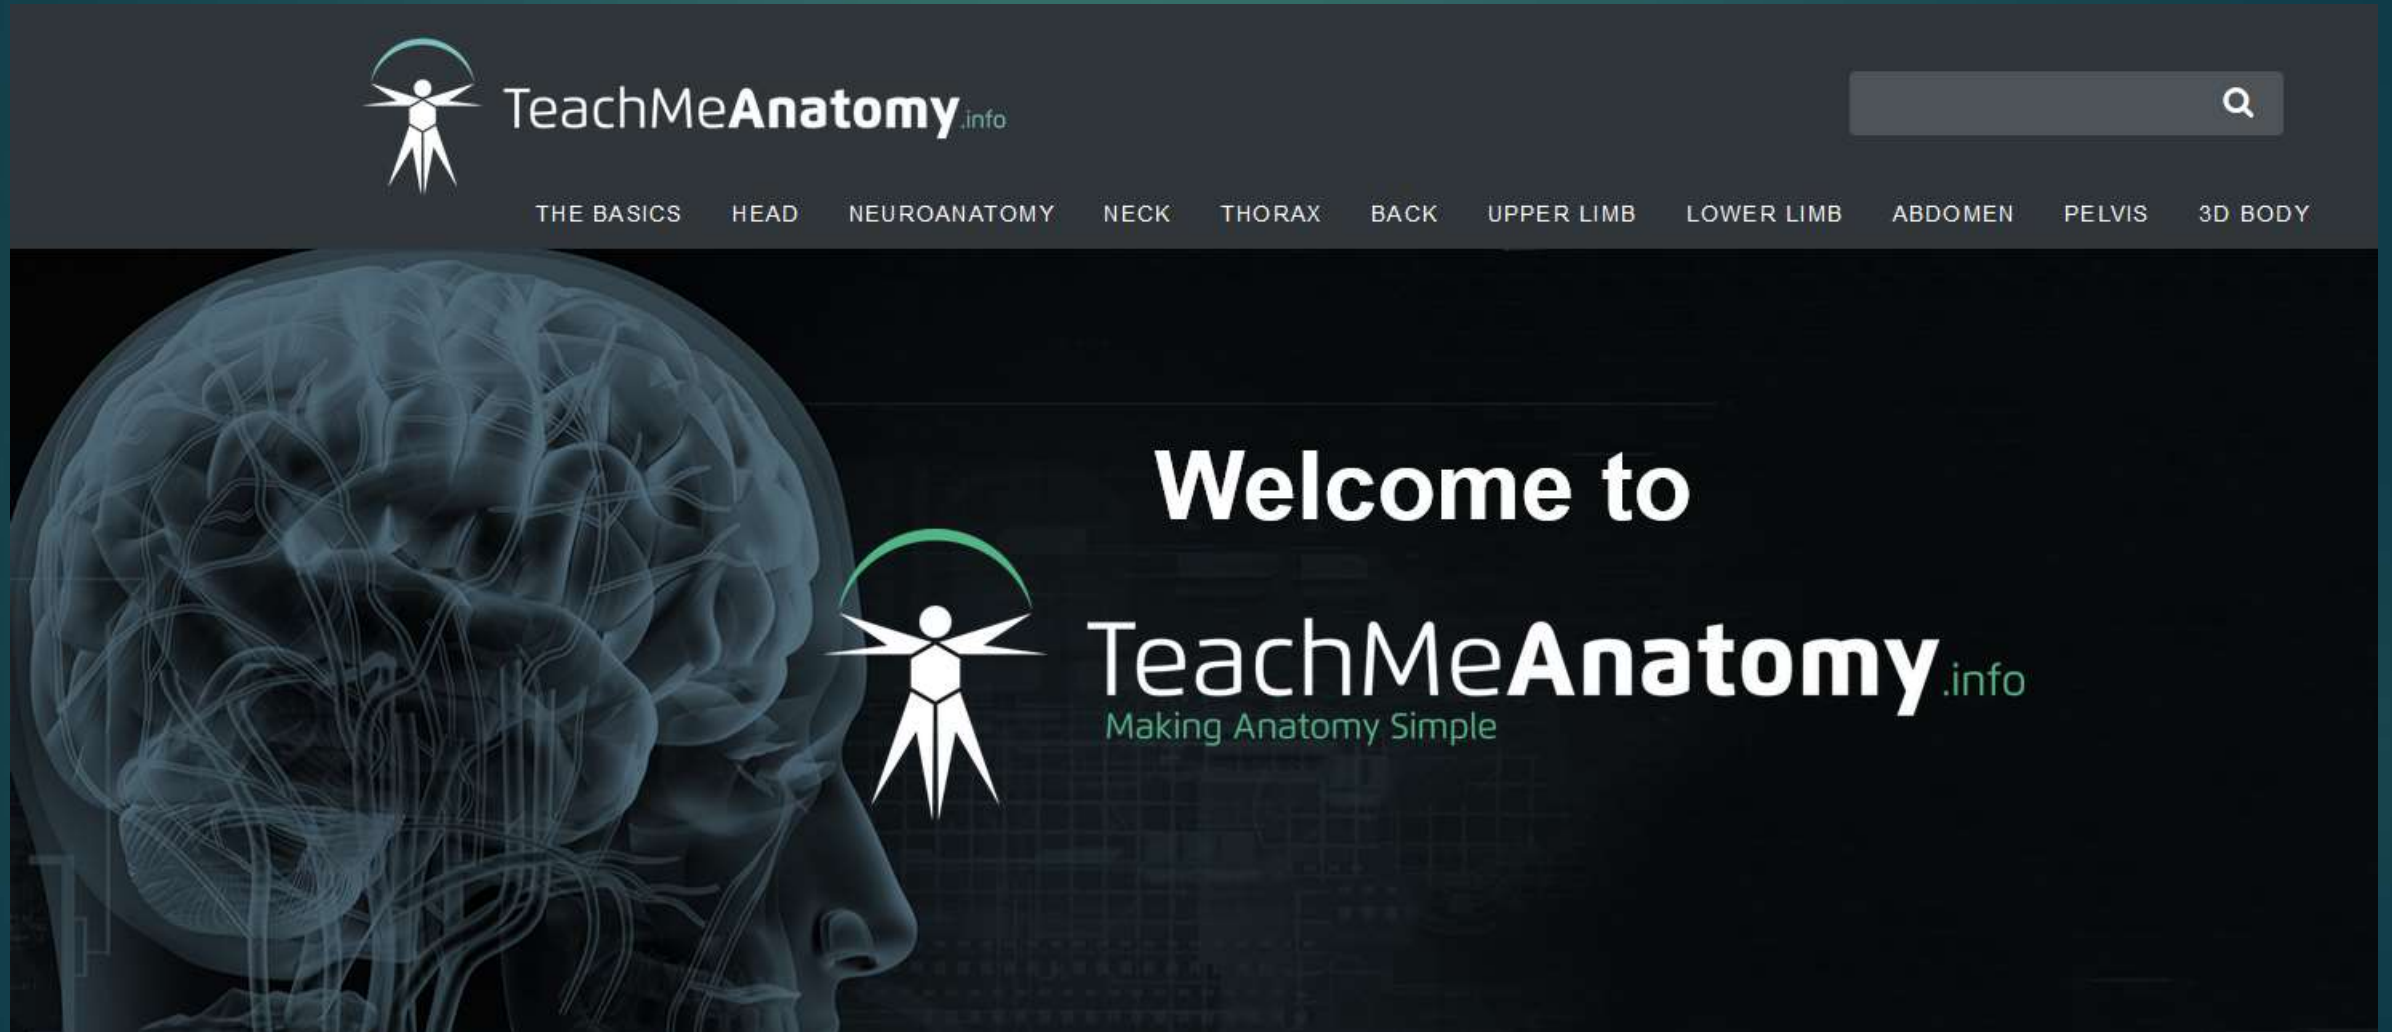 TeachMeAnatomy.info
THE BASICS HEAD NEUROANATOMY NECK THORAX BACK UPPER LIMB LOWER LIMB ABDOMEN PELVIS 3D BODY
Welcome to
TeachMeAnatomy.info
Making Anatomy Simple